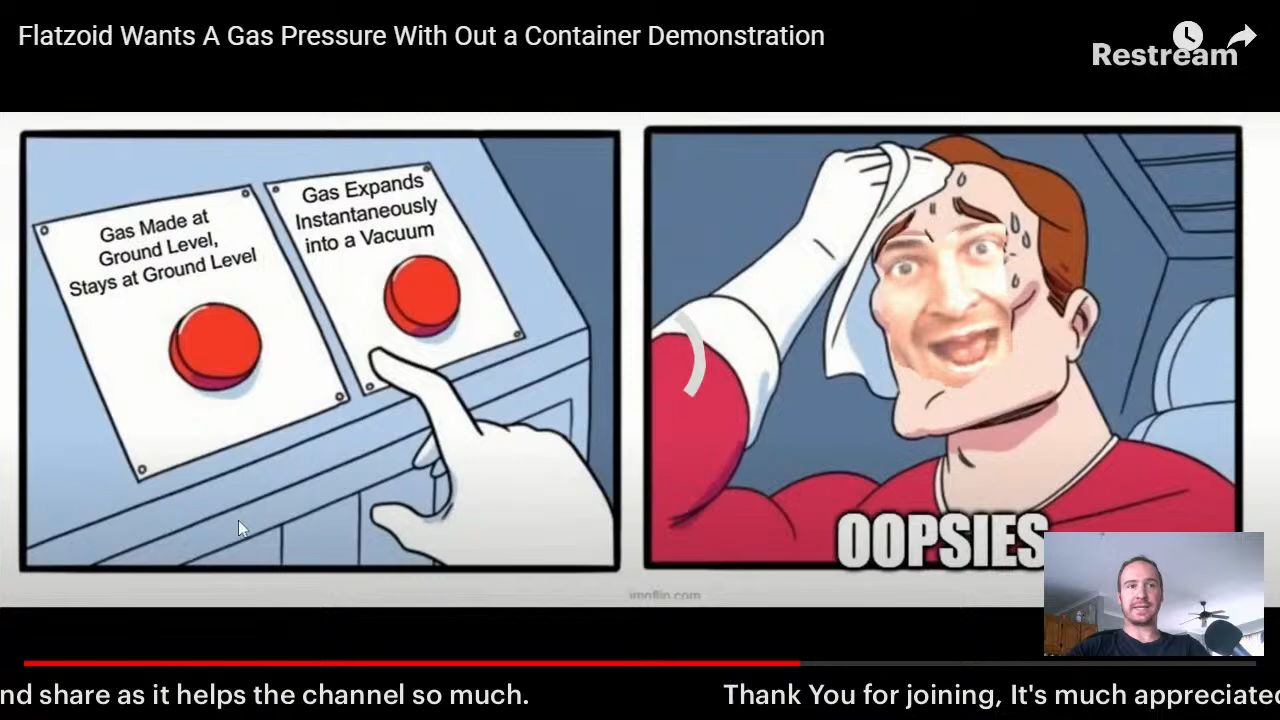 Flatzoid Wants A Gas Pressure With Out a Container Demonstration
Restream
Gas Made at
Ground Level,
Stays at Ground Level
Gas Expands
Instantaneously
into a Vacuum
OOPSIES
imgflip.com
nd share as it helps the channel so much.
Thank You for joining, It's much appreciated